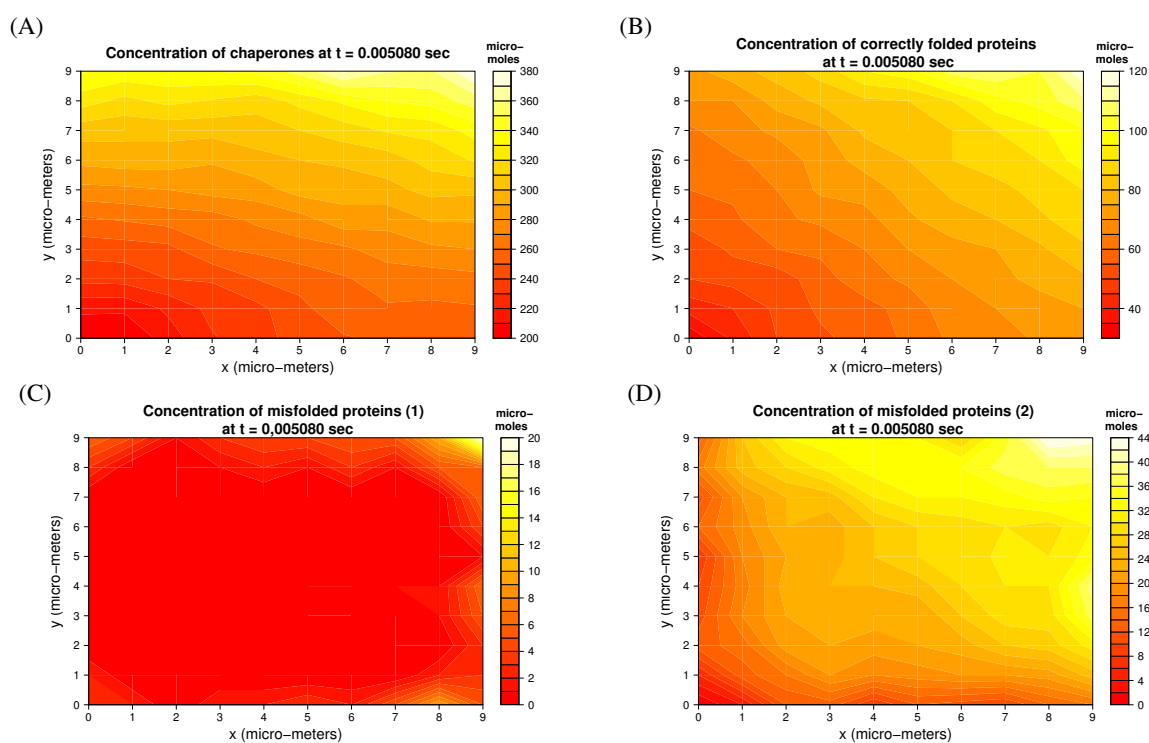 (A)
Concentration of chaperones at t = 0.005080 sec
micro−
moles
9
8
7
6
5
4
3
2
1
0
y (micro−meters)
0 1 2 3 4 5 6 7 8 9
x (micro−meters)
380
360
340
320
300
280
260
240
220
200
(B)
Concentration of correctly folded proteins
at t = 0.005080 sec
micro−
moles
9
8
7
6
5
4
3
2
1
0
y (micro−meters)
0 1 2 3 4 5 6 7 8 9
x (micro−meters)
120
100
80
60
40
(C)
Concentration of misfolded proteins (1)
at t = 0,005080 sec
micro−
moles
9
8
7
6
5
4
3
2
1
0
y (micro−meters)
0 1 2 3 4 5 6 7 8 9
x (micro−meters)
20
18
16
14
12
10
8
6
4
2
0
(D)
Concentration of misfolded proteins (2)
at t = 0.005080 sec
micro−
moles
9
8
7
6
5
4
3
2
1
0
y (micro−meters)
0 1 2 3 4 5 6 7 8 9
x (micro−meters)
44
40
36
32
28
24
20
16
12
8
4
0